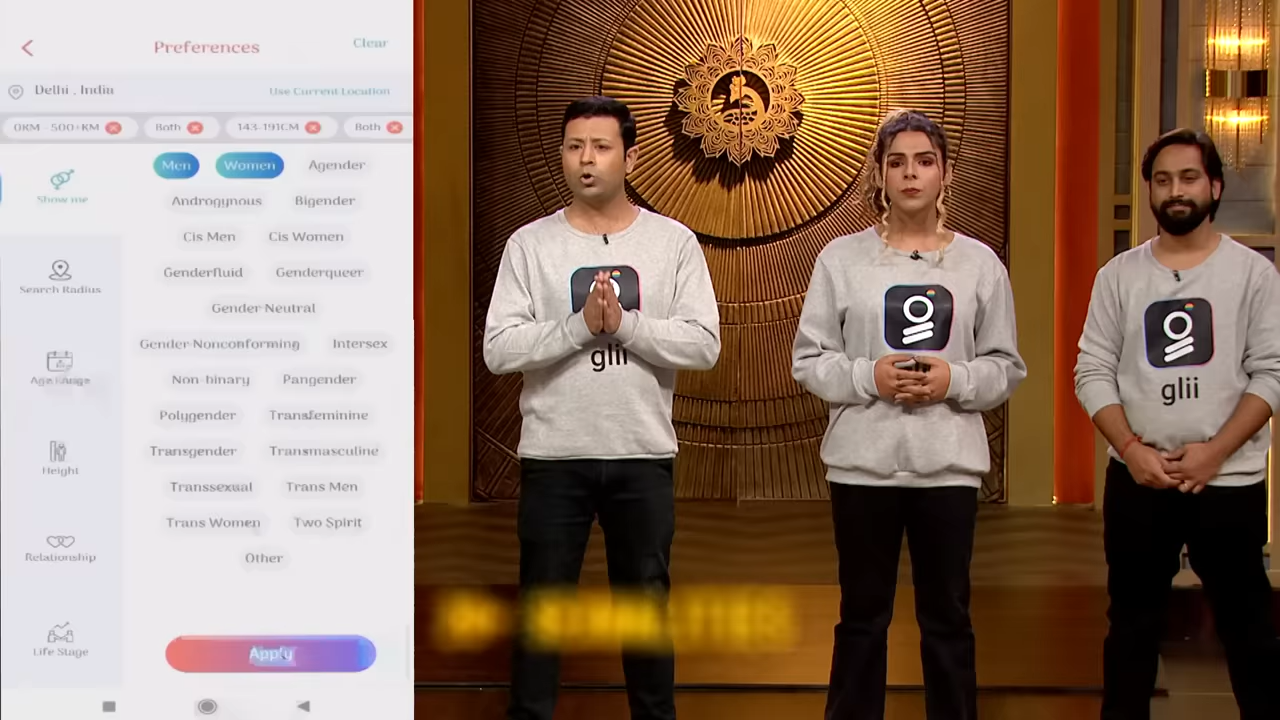 Preferences
Clear
Delhi , India
Use Current Location
0KM - 500+KM
Both
143-191CM
Both
Show me
Men
Women
Agender
Androgynous
Bigender
Cis Men
Cis Women
Search Radius
Genderfluid
Genderqueer
Gender Neutral
Gender Nonconforming
Intersex
Age Range
Non-binary
Pangender
Polygender
Transfeminine
Height
Transgender
Transmasculine
Transsexual
Trans Men
Trans Women
Two Spirit
Relationship
Other
Life Stage
Apply
glii
glii